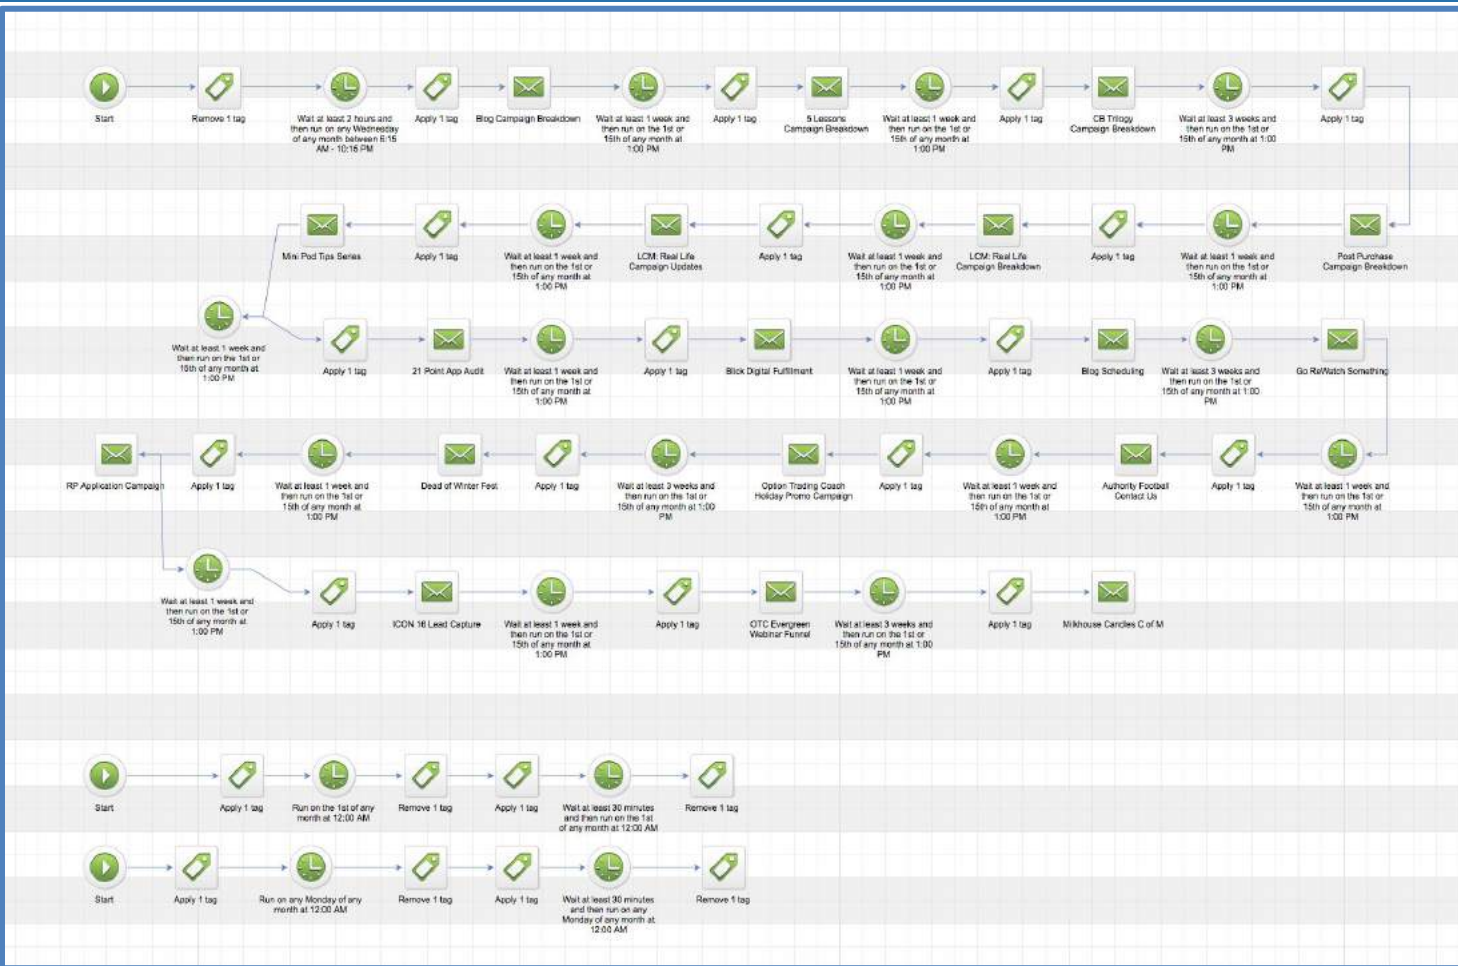 Start
Remove 1 tag
Wait at least 2 hours and
then run on any Wednesday
of any month between 6:15
AM - 10:15 PM
Apply 1 tag
Blog Campaign Breakdown
Wait at least 1 week and
then run on the 1st or
15th of any month at
1:00 PM
Apply 1 tag
5 Lessons
Campaign Breakdown
Wait at least 1 week and
then run on the 1st or
15th of any month at
1:00 PM
Apply 1 tag
CB Trilogy
Campaign Breakdown
Wait at least 3 weeks and
then run on the 1st or
15th of any month at 1:00
PM
Apply 1 tag
Mini Pod Tips Series
Apply 1 tag
Wait at least 1 week and
then run on the 1st or
15th of any month at
1:00 PM
LCM: Real Life
Campaign Updates
Apply 1 tag
Wait at least 1 week and
then run on the 1st or
15th of any month at
1:00 PM
LCM: Real Life
Campaign Breakdown
Apply 1 tag
Wait at least 1 week and
then run on the 1st or
15th of any month at
1:00 PM
Post Purchase
Campaign Breakdown
Wait at least 1 week and
then run on the 1st or
15th of any month at
1:00 PM
Apply 1 tag
21 Point App Audit
Wait at least 1 week and
then run on the 1st or
15th of any month at
1:00 PM
Apply 1 tag
Blick Digital Fulfillment
Wait at least 1 week and
then run on the 1st or
15th of any month at
1:00 PM
Apply 1 tag
Blog Scheduling
Wait at least 3 weeks and
then run on the 1st or
15th of any month at 1:00
PM
Go ReWatch Something
RP Application Campaign
Apply 1 tag
Wait at least 1 week and
then run on the 1st or
15th of any month at
1:00 PM
Dead of Winter Fest
Apply 1 tag
Wait at least 3 weeks and
then run on the 1st or
15th of any month at 1:00
PM
Option Trading Coach
Holiday Promo Campaign
Apply 1 tag
Wait at least 1 week and
then run on the 1st or
15th of any month at
1:00 PM
Authority Football
Contact Us
Apply 1 tag
Wait at least 1 week and
then run on the 1st or
15th of any month at
1:00 PM
Wait at least 1 week and
then run on the 1st or
15th of any month at
1:00 PM
Apply 1 tag
ICON 16 Lead Capture
Wait at least 1 week and
then run on the 1st or
15th of any month at
1:00 PM
Apply 1 tag
OTC Evergreen
Webinar Funnel
Wait at least 3 weeks and
then run on the 1st or
15th of any month at 1:00
PM
Apply 1 tag
Milkhouse Candles C of M
Start
Apply 1 tag
Run on the 1st of any
month at 12:00 AM
Remove 1 tag
Apply 1 tag
Wait at least 30 minutes
and then run on the 1st
of any month at 12:00 AM
Remove 1 tag
Start
Apply 1 tag
Run on any Monday of any
month at 12:00 AM
Remove 1 tag
Apply 1 tag
Wait at least 30 minutes
and then run on any
Monday of any month at
12:00 AM
Remove 1 tag